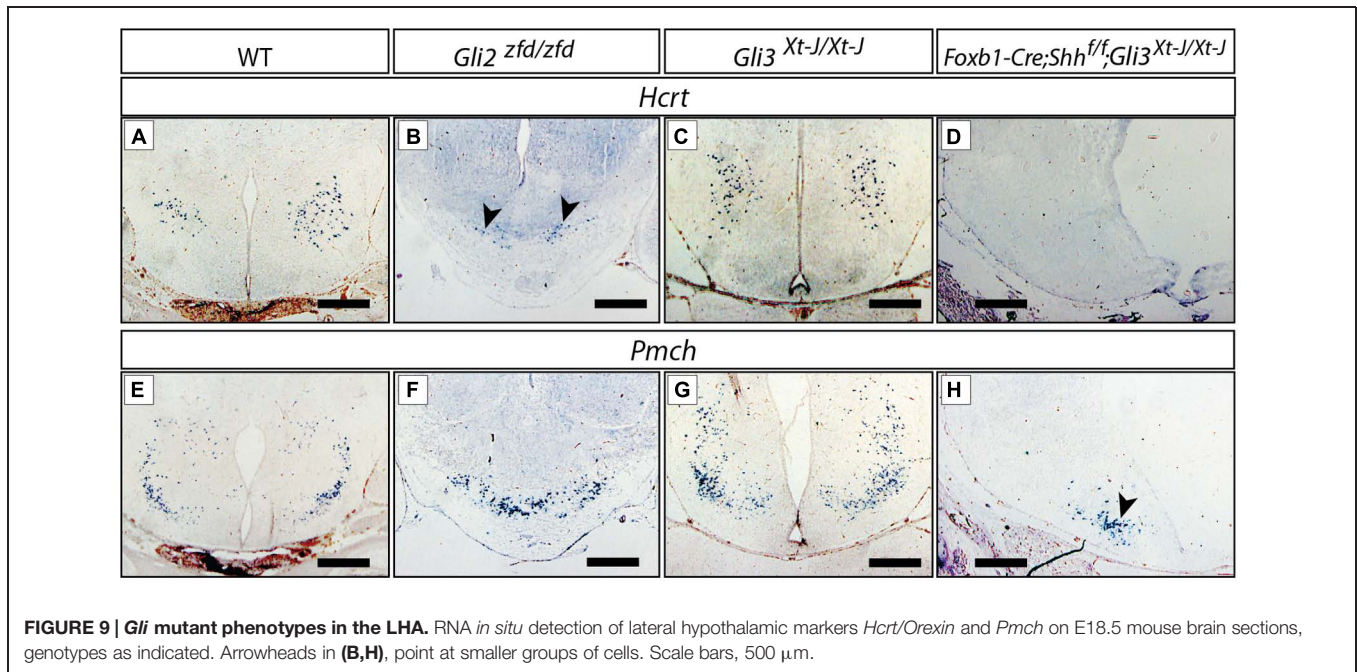 WT Gli2 zfd/zfd Gli3 Xt-J/Xt-J Foxb1-Cre;Shh f/f;Gli3 Xt-J/Xt-J
Hcrt
A B C D
Pmch
E F G H
FIGURE 9 | Gli mutant phenotypes in the LHA. RNA in situ detection of lateral hypothalamic markers Hcrt/Orexin and Pmch on E18.5 mouse brain sections,
genotypes as indicated. Arrowheads in (B,H), point at smaller groups of cells. Scale bars, 500 µm.